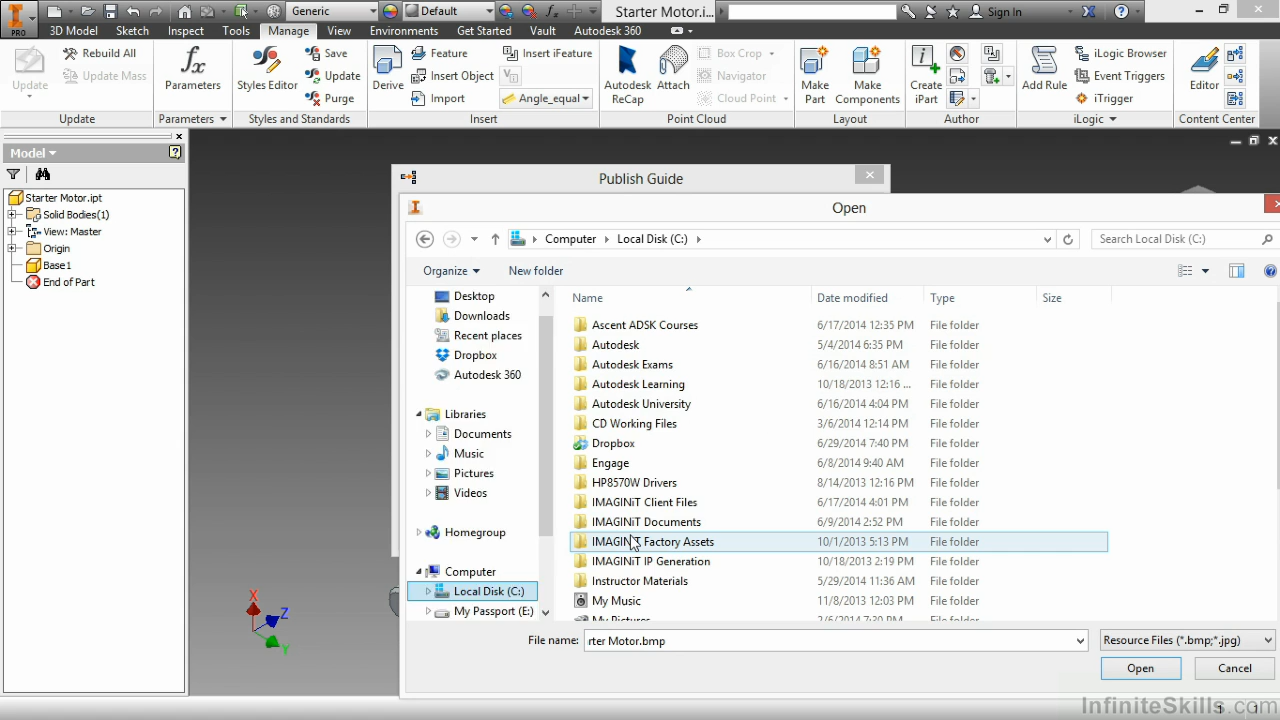 Generic
Default
Starter Motor.i...
Sign In
PRO
3D Model
Sketch
Inspect
Tools
Manage
View
Environments
Get Started
Vault
Autodesk 360
Update
Rebuild All
Update Mass
Update
Parameters
Parameters
Styles Editor
Save
Update
Purge
Styles and Standards
Derive
Feature
Insert Object
Import
Insert iFeature
Angle_equal
Insert
Autodesk
ReCap
Attach
Box Crop
Navigator
Cloud Point
Point Cloud
Make
Part
Make
Components
Layout
Create
iPart
Author
Add Rule
iLogic Browser
Event Triggers
iTrigger
iLogic
Editor
Content Center
Model
Starter Motor.ipt
Solid Bodies(1)
View: Master
Origin
Base1
End of Part
X
Z
Y
Publish Guide
Open
Computer
Local Disk (C:)
Search Local Disk (C:)
Organize
New folder
Desktop
Downloads
Recent places
Dropbox
Autodesk 360
Libraries
Documents
Music
Pictures
Videos
Homegroup
Computer
Local Disk (C:)
My Passport (E:)
Name Date modified Type Size
Ascent ADSK Courses 6/17/2014 12:35 PM File folder
Autodesk 5/4/2014 6:35 PM File folder
Autodesk Exams 6/16/2014 8:51 AM File folder
Autodesk Learning 10/18/2013 12:16 ... File folder
Autodesk University 6/16/2014 4:04 PM File folder
CD Working Files 3/6/2014 12:14 PM File folder
Dropbox 6/29/2014 7:40 PM File folder
Engage 6/8/2014 9:40 AM File folder
HP8570W Drivers 8/14/2013 12:16 PM File folder
IMAGINiT Client Files 6/17/2014 4:01 PM File folder
IMAGINiT Documents 6/9/2014 2:52 PM File folder
IMAGINiT Factory Assets 10/1/2013 5:13 PM File folder
IMAGINiT IP Generation 10/18/2013 2:19 PM File folder
Instructor Materials 5/29/2014 11:36 AM File folder
My Music 11/8/2013 12:03 PM File folder
My Pictures 2/6/2014 7:30 PM File folder
File name: rter Motor.bmp
Resource Files (*.bmp;*.jpg)
Open
Cancel
InfiniteSkills.com